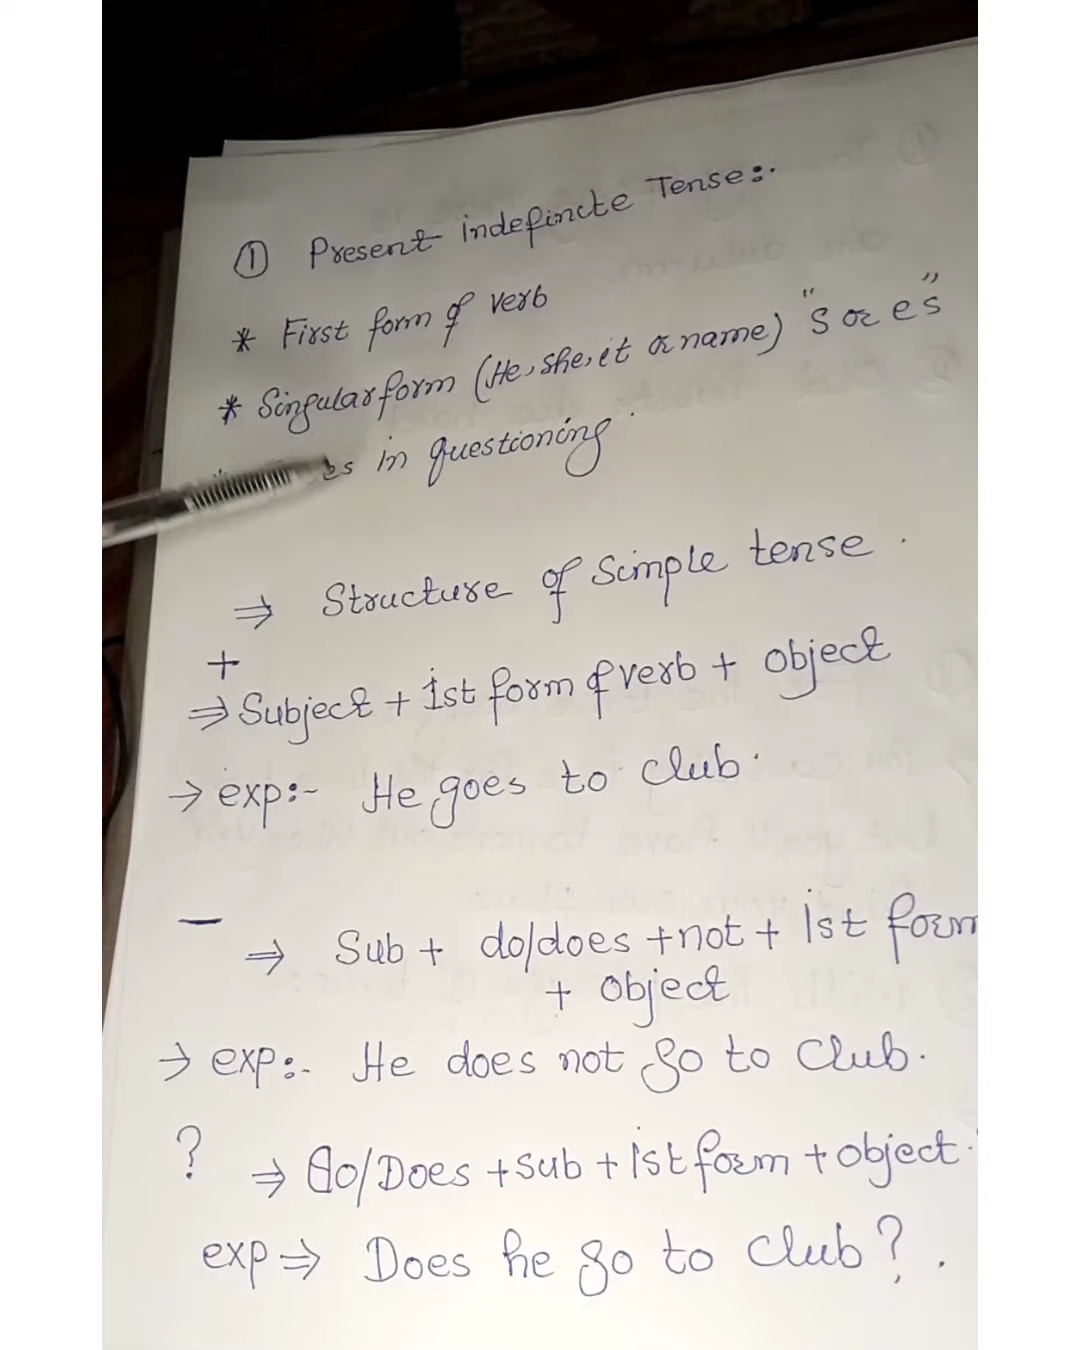 ① Present indefincte Tense:.
* First form of verb
* Singular form (He, she, it or name) "s or es"
in questioning
⇒ Structure of Simple tense.
+
⇒ Subject + 1st form of verb + object
→ exp:- He goes to club.
—
⇒ Sub + do/does + not + 1st form
+ object
→ exp:- He does not go to Club.
? ⇒ Do/Does + sub + 1st form + object.
exp ⇒ Does he go to club?.